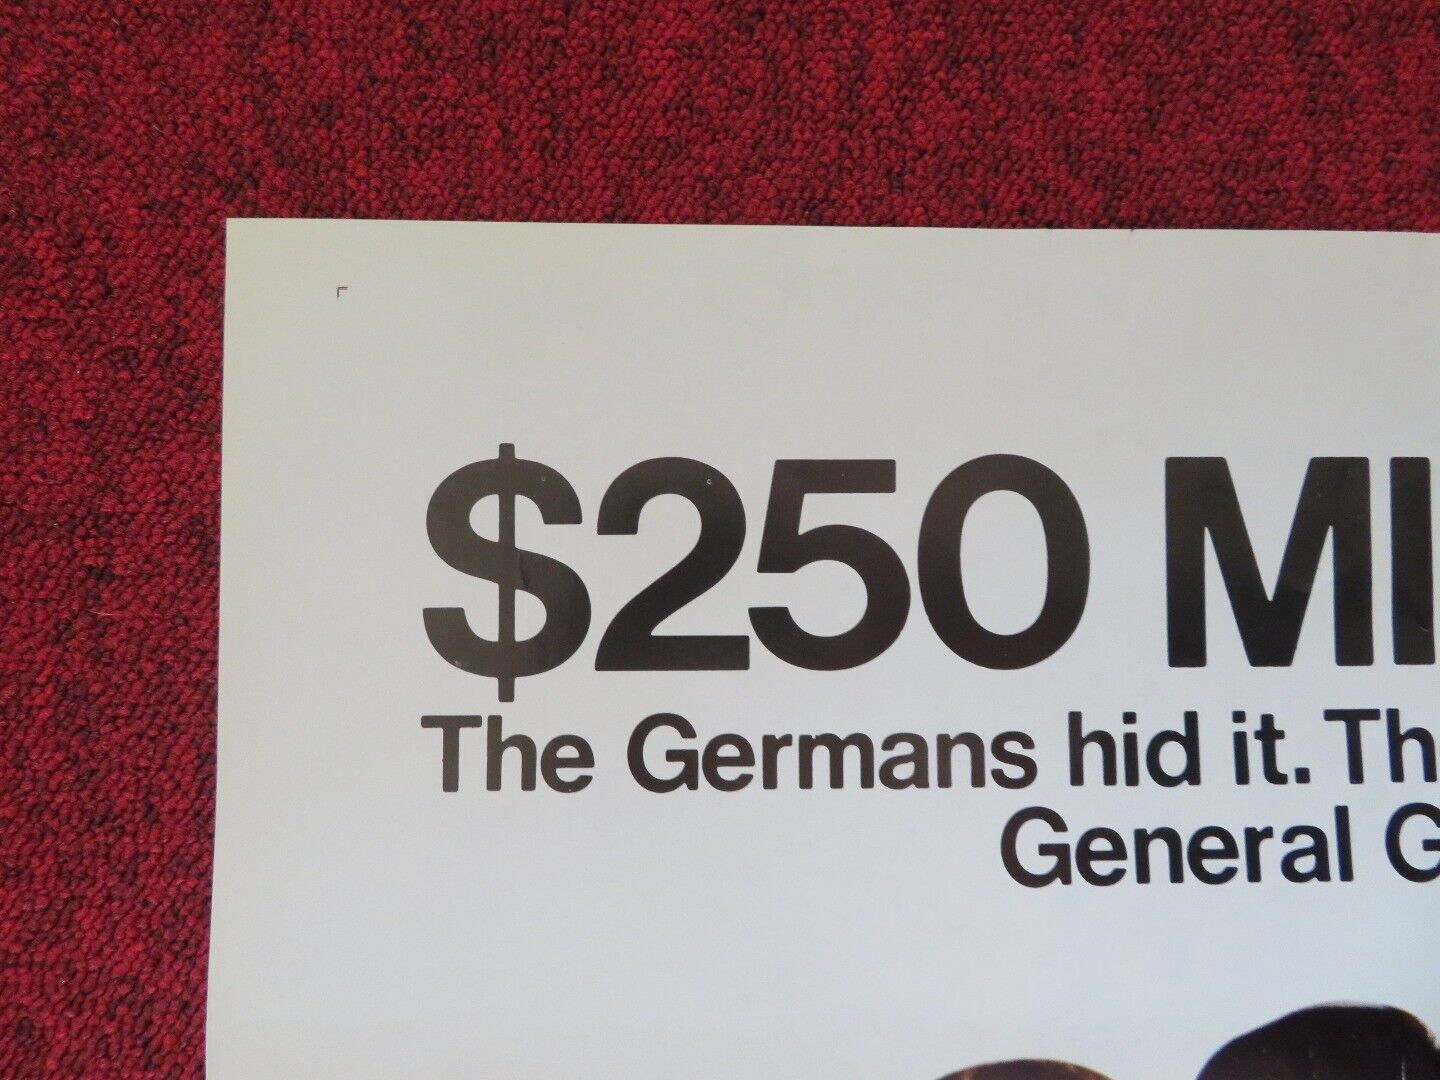 $250 MI
The Germans hid it. Th
General G